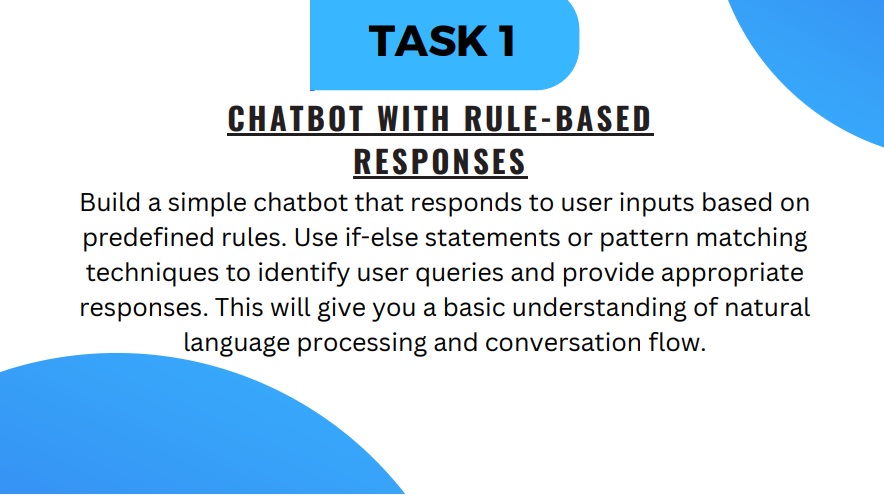 TASK 1
CHATBOT WITH RULE-BASED
RESPONSES
Build a simple chatbot that responds to user inputs based on
predefined rules. Use if-else statements or pattern matching
techniques to identify user queries and provide appropriate
responses. This will give you a basic understanding of natural
language processing and conversation flow.